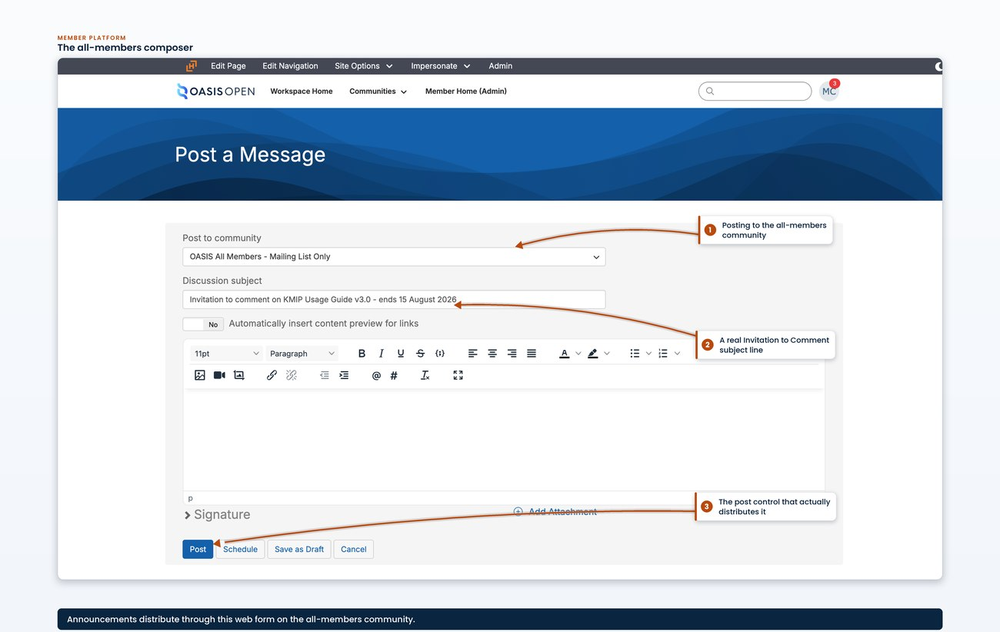 MEMBER PLATFORM
The all-members composer
Edit Page Edit Navigation Site Options Impersonate Admin
OASIS OPEN Workspace Home Communities Member Home (Admin) MC 3
Post a Message
Post to community
OASIS All Members - Mailing List Only
1 Posting to the all-members
community
Discussion subject
Invitation to comment on KMIP Usage Guide v3.0 - ends 15 August 2026
No Automatically insert content preview for links
2 A real Invitation to Comment
subject line
11pt Paragraph B I U S {;} A
@ #
p
Signature
Add Attachment
3 The post control that actually
distributes it
Post Schedule Save as Draft Cancel
Announcements distribute through this web form on the all-members community.